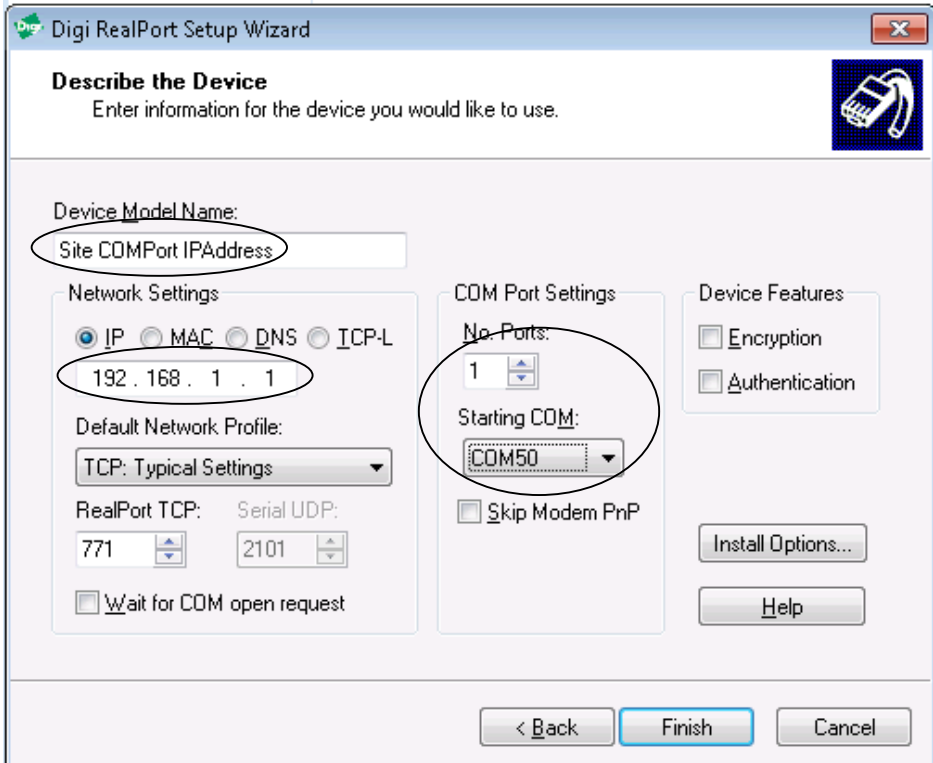 Digi Digi RealPort Setup Wizard
Describe the Device
Enter information for the device you would like to use.
Device Model Name:
Site COMPort IPAddress
Network Settings
IP MAC DNS TCP-L
192 . 168 . 1 . 1
Default Network Profile:
TCP: Typical Settings
RealPort TCP: Serial UDP:
771 2101
Wait for COM open request
COM Port Settings
No. Ports:
1
Starting COM:
COM50
Skip Modem PnP
Device Features
Encryption
Authentication
Install Options...
Help
< Back Finish Cancel